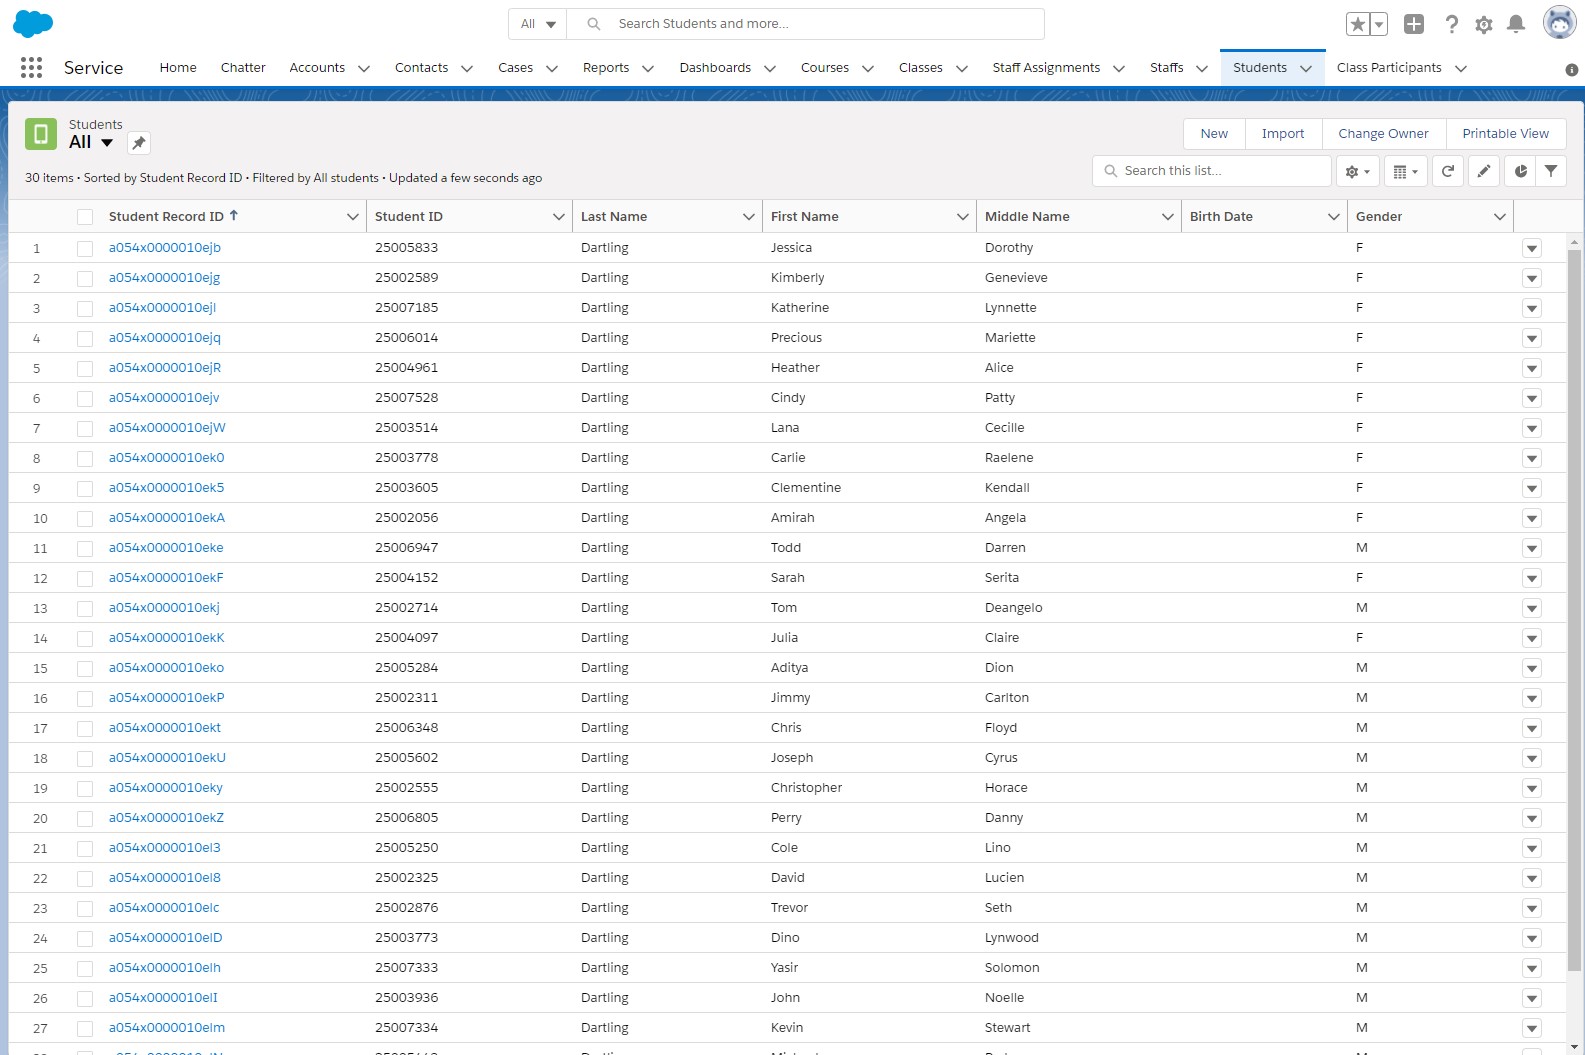 All Search Students and more...
Service Home Chatter Accounts Contacts Cases Reports Dashboards Courses Classes Staff Assignments Staffs Students Class Participants
Students
All
New Import Change Owner Printable View
30 items • Sorted by Student Record ID • Filtered by All students • Updated a few seconds ago
Search this list...
Student Record ID ↑ Student ID Last Name First Name Middle Name Birth Date Gender
1 a054x0000010ejb 25005833 Dartling Jessica Dorothy F
2 a054x0000010ejg 25002589 Dartling Kimberly Genevieve F
3 a054x0000010ejl 25007185 Dartling Katherine Lynnette F
4 a054x0000010ejq 25006014 Dartling Precious Mariette F
5 a054x0000010ejR 25004961 Dartling Heather Alice F
6 a054x0000010ejv 25007528 Dartling Cindy Patty F
7 a054x0000010ejW 25003514 Dartling Lana Cecille F
8 a054x0000010ek0 25003778 Dartling Carlie Raelene F
9 a054x0000010ek5 25003605 Dartling Clementine Kendall F
10 a054x0000010ekA 25002056 Dartling Amirah Angela F
11 a054x0000010eke 25006947 Dartling Todd Darren M
12 a054x0000010ekF 25004152 Dartling Sarah Serita F
13 a054x0000010ekj 25002714 Dartling Tom Deangelo M
14 a054x0000010ekK 25004097 Dartling Julia Claire F
15 a054x0000010eko 25005284 Dartling Aditya Dion M
16 a054x0000010ekP 25002311 Dartling Jimmy Carlton M
17 a054x0000010ekt 25006348 Dartling Chris Floyd M
18 a054x0000010ekU 25005602 Dartling Joseph Cyrus M
19 a054x0000010eky 25002555 Dartling Christopher Horace M
20 a054x0000010ekZ 25006805 Dartling Perry Danny M
21 a054x0000010el3 25005250 Dartling Cole Lino M
22 a054x0000010el8 25002325 Dartling David Lucien M
23 a054x0000010elc 25002876 Dartling Trevor Seth M
24 a054x0000010elD 25003773 Dartling Dino Lynwood M
25 a054x0000010elh 25007333 Dartling Yasir Solomon M
26 a054x0000010elI 25003936 Dartling John Noelle M
27 a054x0000010elm 25007334 Dartling Kevin Stewart M